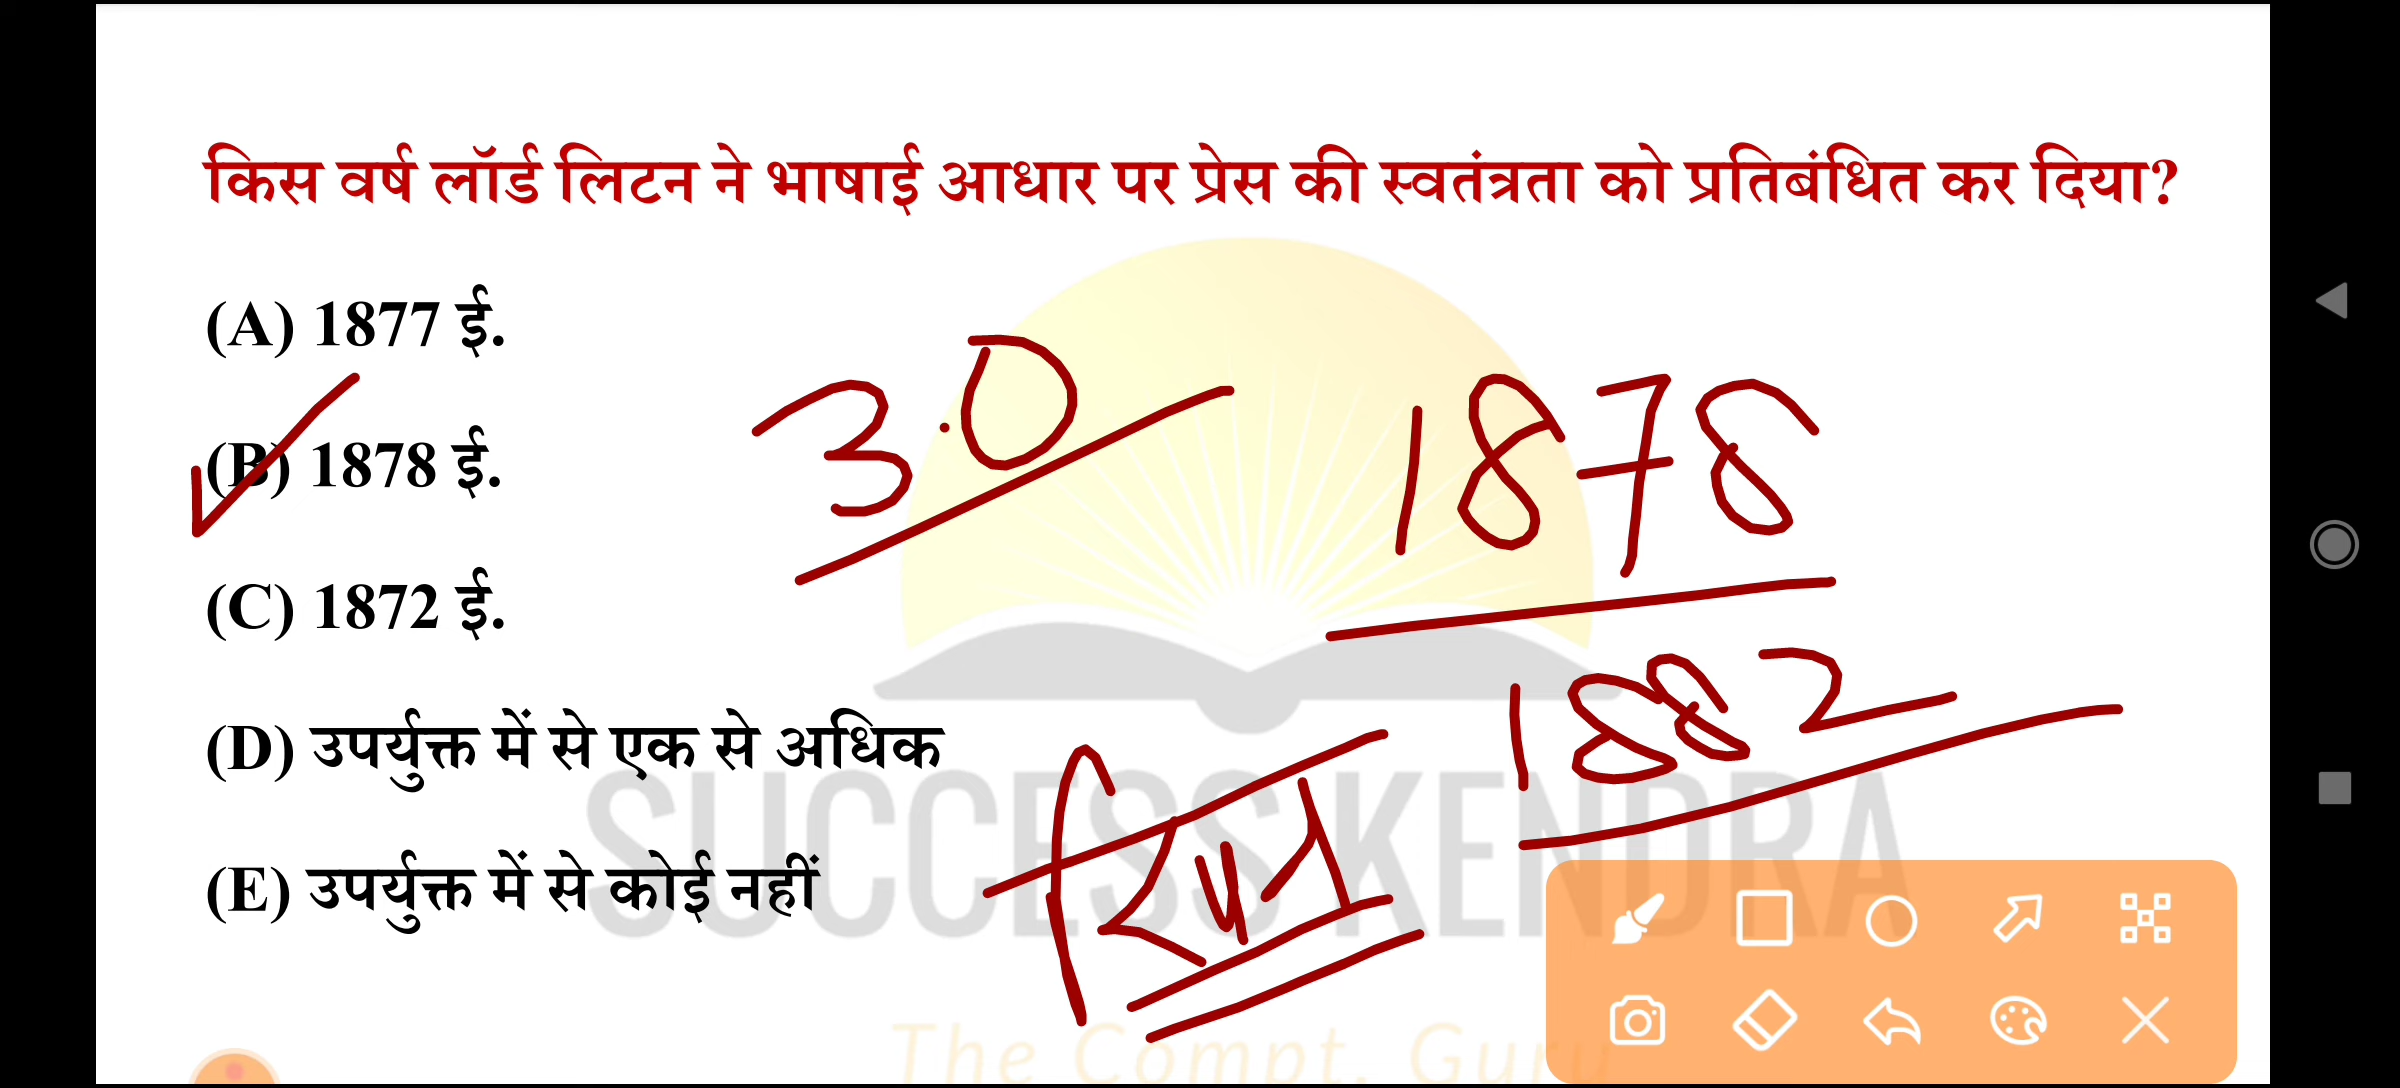 किस वर्ष लॉर्ड लिटन ने भाषाई आधार पर प्रेस की स्वतंत्रता को प्रतिबंधित कर दिया?
(A) 1877 ई.
(B) 1878 ई.
(C) 1872 ई.
(D) उपर्युक्त में से एक से अधिक
(E) उपर्युक्त में से कोई नहीं
3.0
1878
1882
रिपन
SUCCESS KENDRA
The Compt. Guru